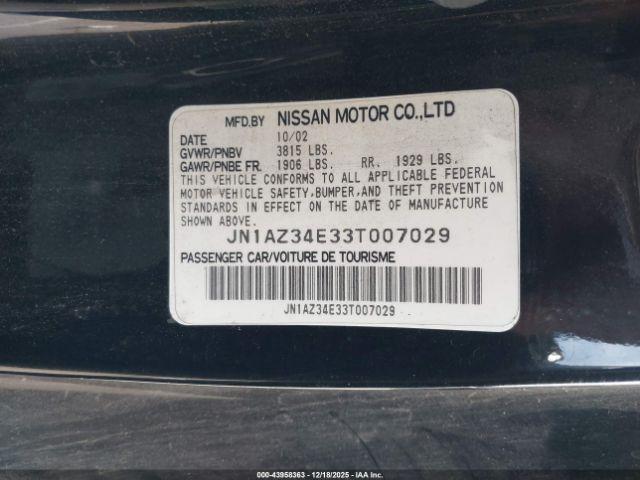 MFD.BY NISSAN MOTOR CO.,LTD
DATE 10/02
GVWR/PNBV 3815 LBS.
GAWR/PNBE FR. 1906 LBS. RR. 1929 LBS.
THIS VEHICLE CONFORMS TO ALL APPLICABLE FEDERAL
MOTOR VEHICLE SAFETY, BUMPER, AND THEFT PREVENTION
STANDARDS IN EFFECT ON THE DATE OF MANUFACTURE
SHOWN ABOVE.
JN1AZ34E33T007029
PASSENGER CAR/VOITURE DE TOURISME
JN1AZ34E33T007029
000-43958363 - 12/18/2025 - IAA Inc.